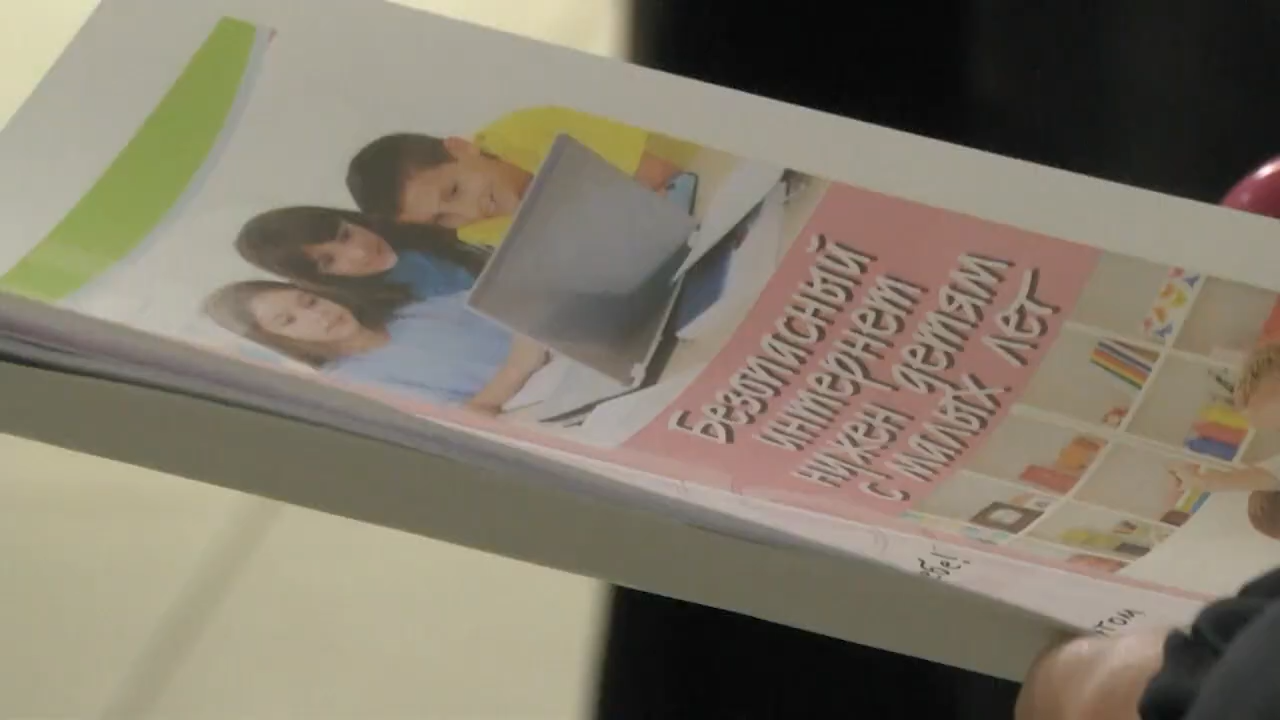 Безопасный
интернет
нужен детям
с малых лет